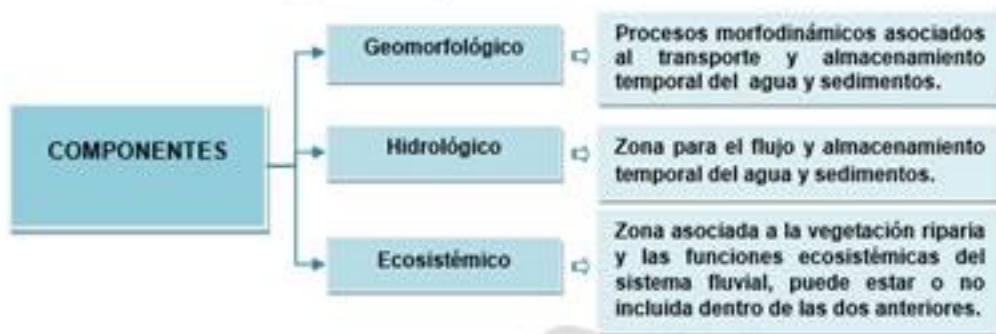 COMPONENTES
Geomorfológico
Procesos morfodinámicos asociados
al transporte y almacenamiento
temporal del agua y sedimentos.
Hidrológico
Zona para el flujo y almacenamiento
temporal del agua y sedimentos.
Ecosistémico
Zona asociada a la vegetación riparia
y las funciones ecosistémicas del
sistema fluvial, puede estar o no
incluida dentro de las dos anteriores.